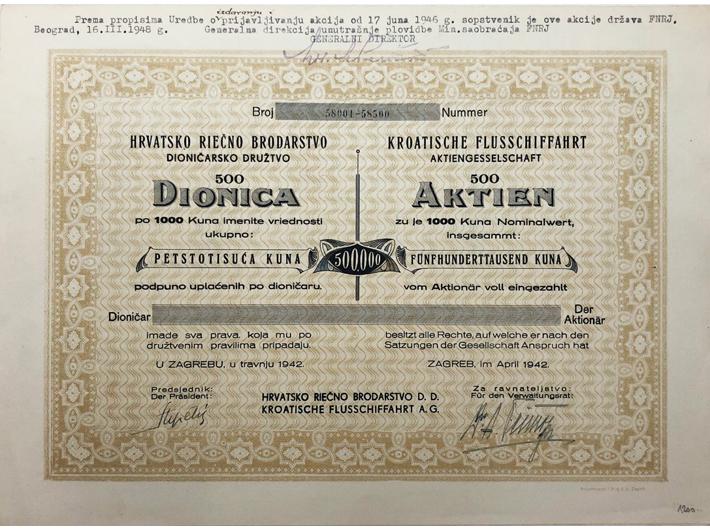 izdavanju i
Prema propisima Uredbe o prijavljivanju akcija od 17 juna 1946 g. sopstvenik je ove akcije država FNRJ.
Beograd, 16.III.1948 g. Generalna direkcija unutrašnje plovidbe Min.saobraćaja FNRJ
GENERALNI DIREKTOR
Broj 58001-58500 Nummer
HRVATSKO RIEČNO BRODARSTVO
DIONIČARSKO DRUŽTVO
500
DIONICA
po 1000 Kuna imenite vriednosti
ukupno:
PETSTOTISUĆA KUNA
podpuno uplaćenih po dioničaru.
KROATISCHE FLUSSCHIFFAHRT
AKTIENGESSELSCHAFT
500
AKTIEN
zu je 1000 Kuna Nominalwert,
insgesammt:
FÜNFHUNDERTTAUSEND KUNA
vom Aktionär voll eingezahlt
500.000
Dioničar
Der Aktionär
imade sva prava, koja mu po
družtvenim pravilima pripadaju.
U ZAGREBU, u travnju 1942.
besitzt alle Rechte, auf welche er nach den
Satzungen der Gesellschaft Anspruch hat
ZAGREB, im April 1942.
Predsjednik:
Der Präsident:
HRVATSKO RIEČNO BRODARSTVO D. D.
KROATISCHE FLUSSCHIFFAHRT A. G.
Za ravnateljstvo:
Für den Verwaltungsrat: